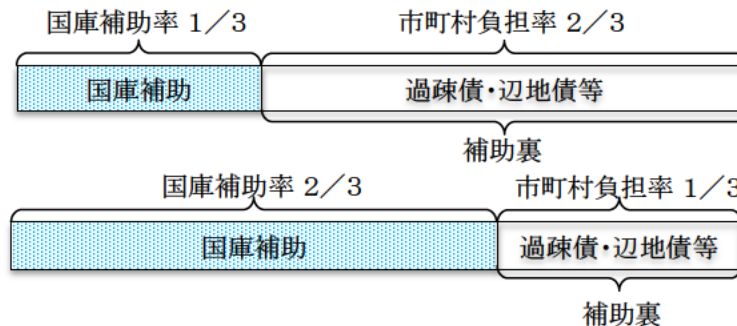 国庫補助率 1／3 市町村負担率 2／3
国庫補助 過疎債・辺地債等
補助裏
国庫補助率 2／3 市町村負担率 1／3
国庫補助 過疎債・辺地債等
補助裏